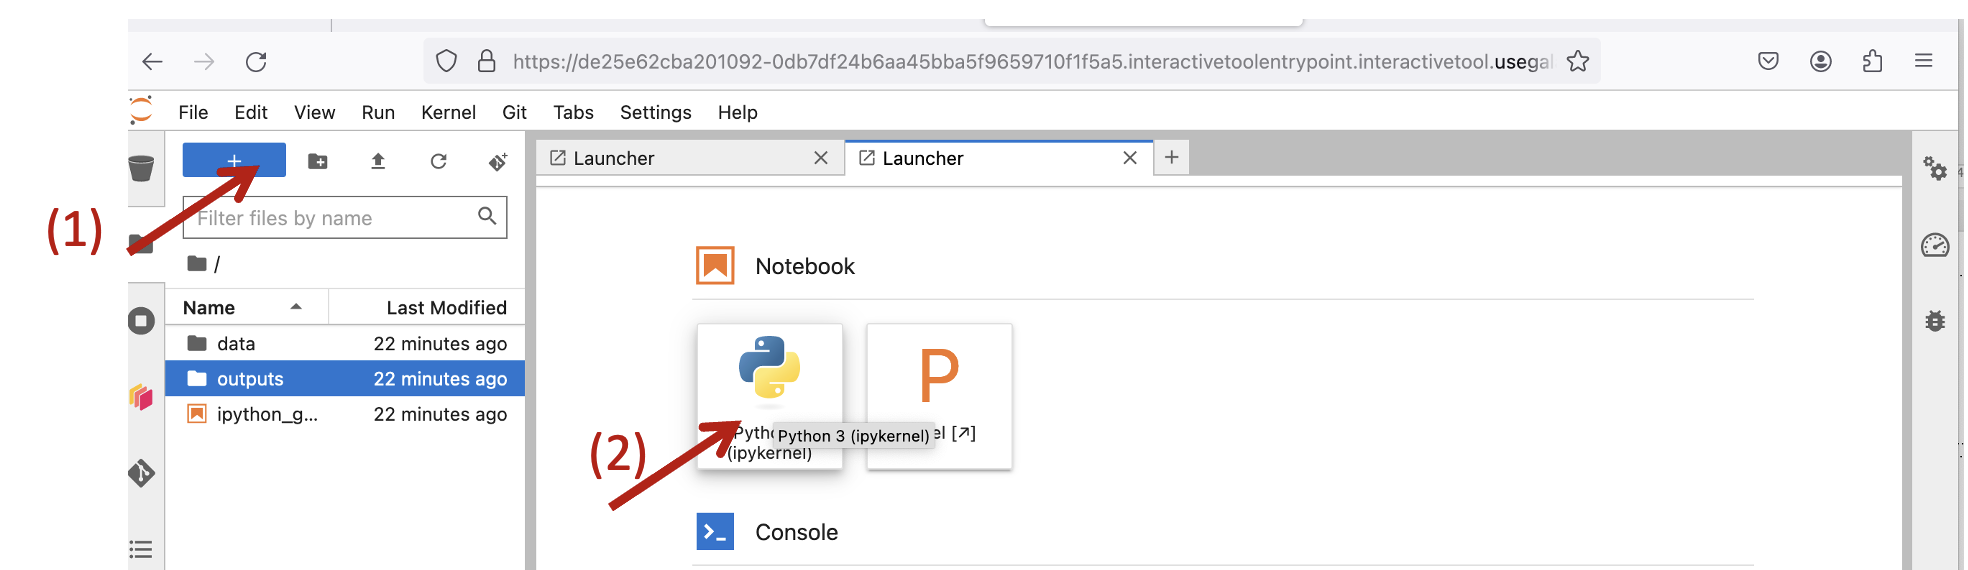 https://de25e62cba201092-0db7df24b6aa45bba5f9659710f1f5a5.interactivetoolentrypoint.interactivetool.usegal
File Edit View Run Kernel Git Tabs Settings Help
Launcher
Launcher
(1)
Filter files by name
/
Name Last Modified
data 22 minutes ago
outputs 22 minutes ago
ipython_g... 22 minutes ago
Notebook
P
(2)
Python 3 (ipykernel)
[↗]
(ipykernel)
Console